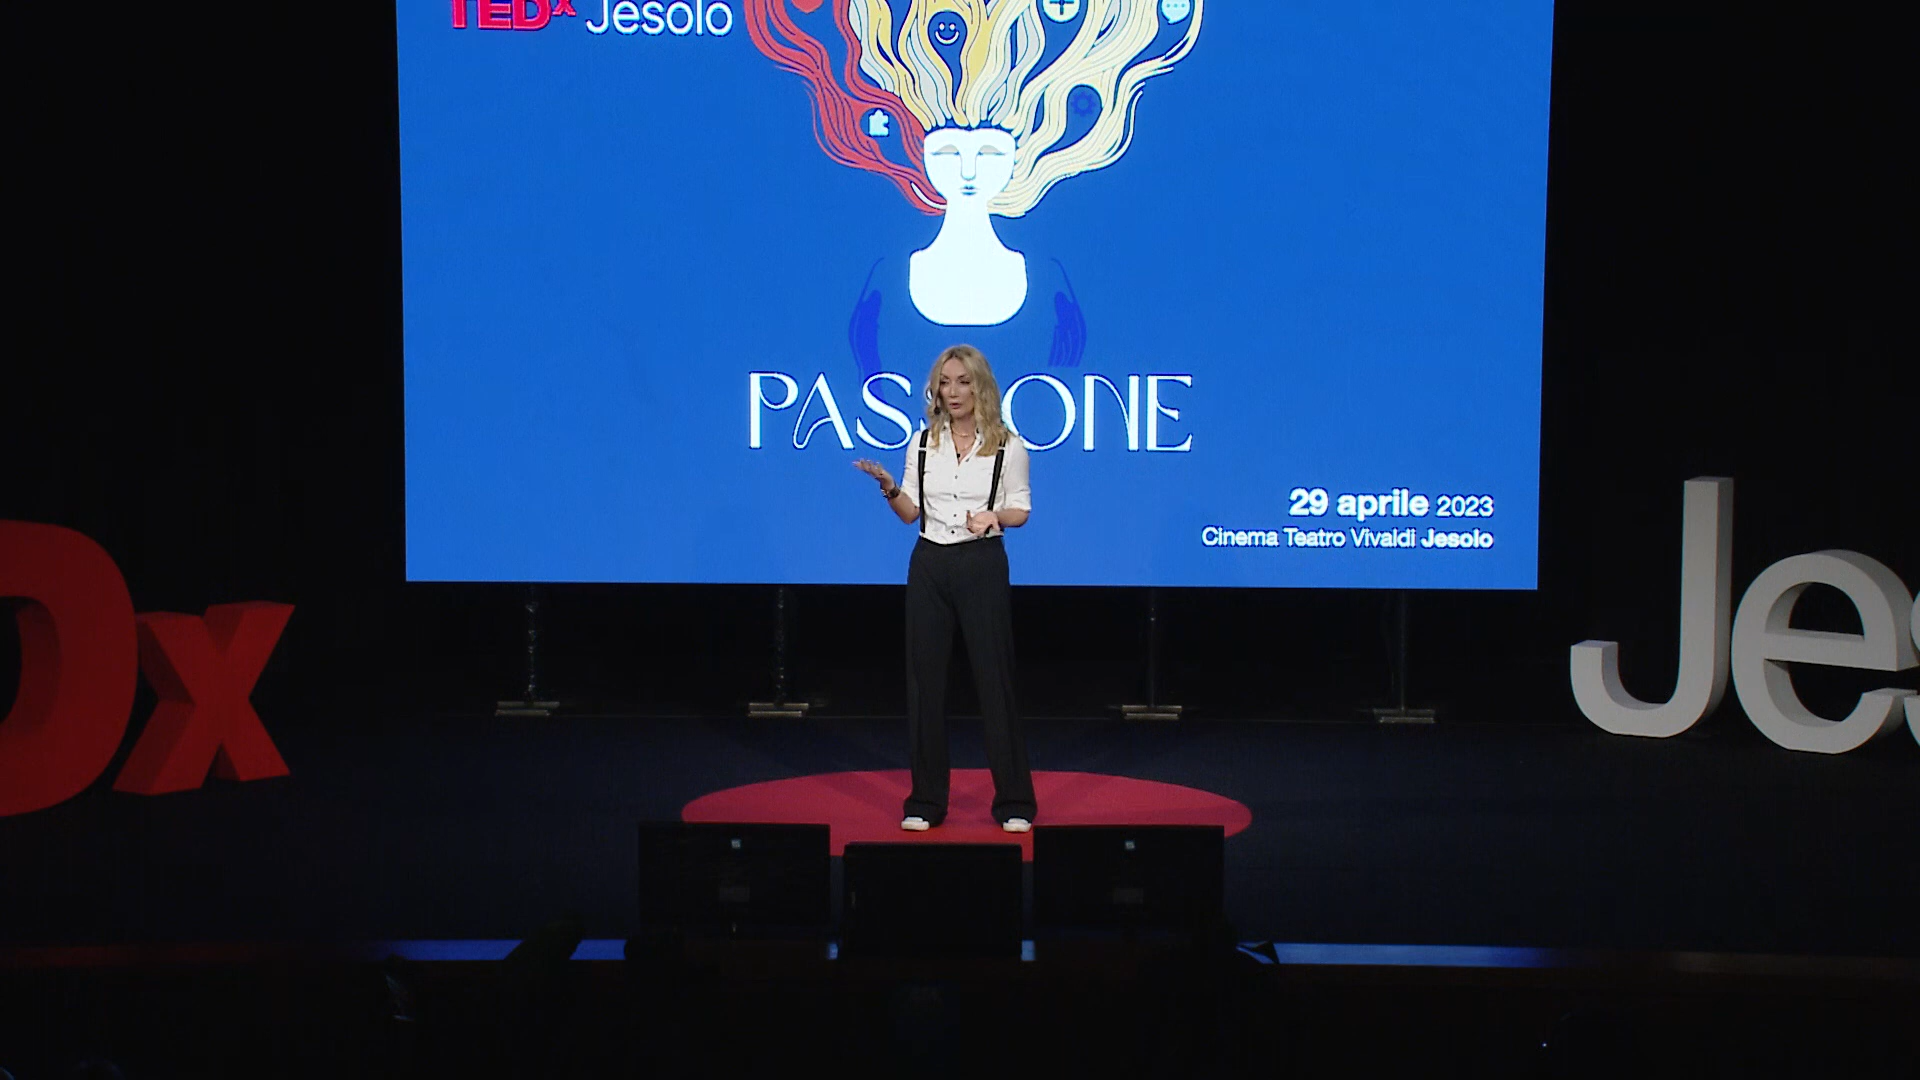 TEDx Jesolo
PASSIONE
29 aprile 2023
Cinema Teatro Vivaldi Jesolo
Dx
Jes